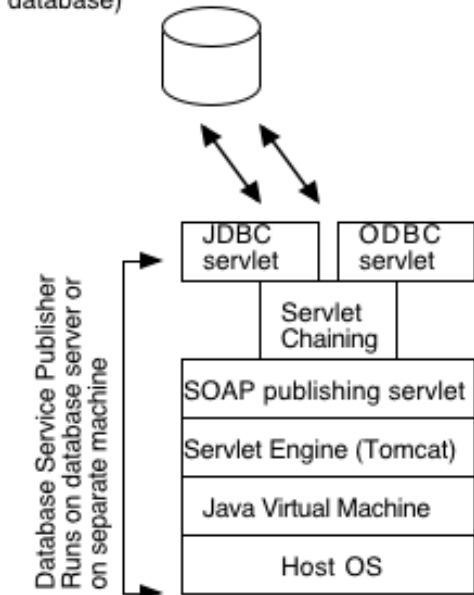 database)
JDBC
servlet
ODBC
servlet
Servlet
Chaining
SOAP publishing servlet
Servlet Engine (Tomcat)
Java Virtual Machine
Host OS
Database Service Publisher
Runs on database server or
on separate machine